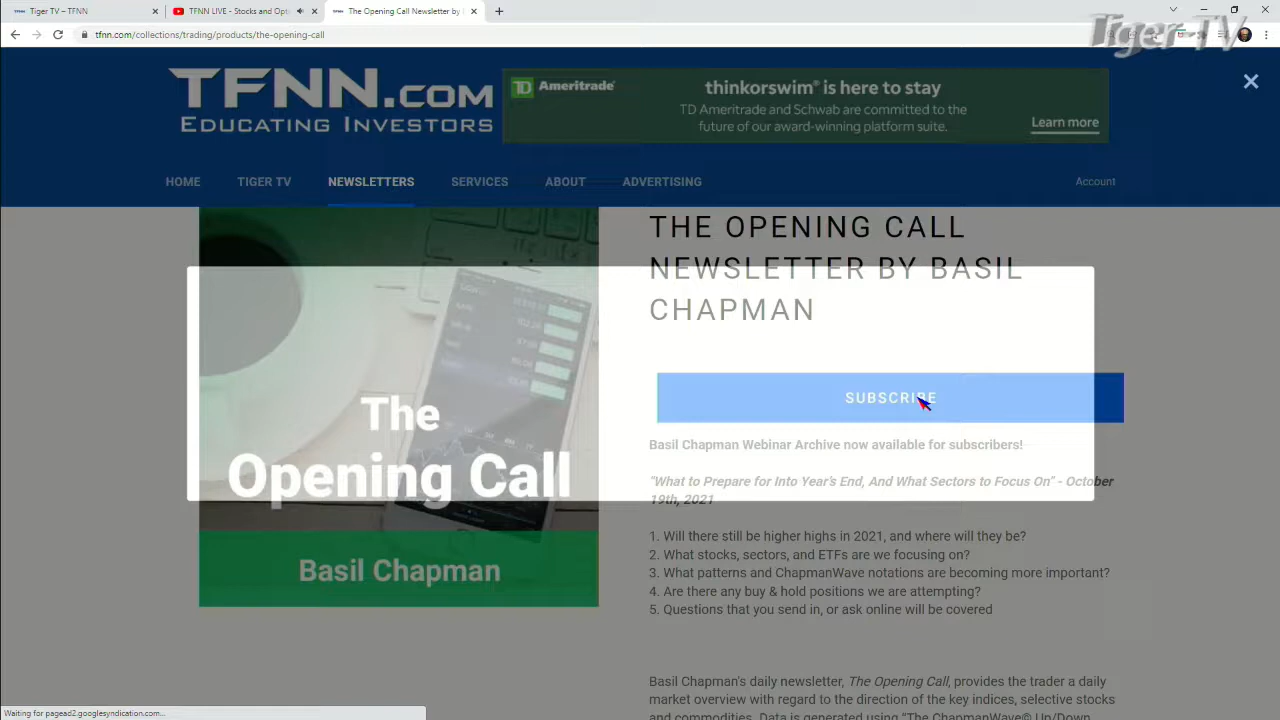 Tiger TV – TFNN
TFNN LIVE - Stocks and Opti
The Opening Call Newsletter by
Tiger TV
tfnn.com/collections/trading/products/the-opening-call
TFNN.COM
EDUCATING INVESTORS
TD Ameritrade
thinkorswim® is here to stay
TD Ameritrade and Schwab are committed to the
future of our award-winning platform suite.
Learn more
HOME
TIGER TV
NEWSLETTERS
SERVICES
ABOUT
ADVERTISING
Account
The
Opening Call
Basil Chapman
THE OPENING CALL
NEWSLETTER BY BASIL
CHAPMAN
SUBSCRIBE
Basil Chapman Webinar Archive now available for subscribers!
"What to Prepare for Into Year's End, And What Sectors to Focus On" - October
19th, 2021
1. Will there still be higher highs in 2021, and where will they be?
2. What stocks, sectors, and ETFs are we focusing on?
3. What patterns and ChapmanWave notations are becoming more important?
4. Are there any buy & hold positions we are attempting?
5. Questions that you send in, or ask online will be covered
Basil Chapman's daily newsletter, The Opening Call, provides the trader a daily
market overview with regard to the direction of the key indices, selective stocks
and commodities. Data is generated using "The ChapmanWave© Up/Down
Waiting for pagead2.googlesyndication.com...